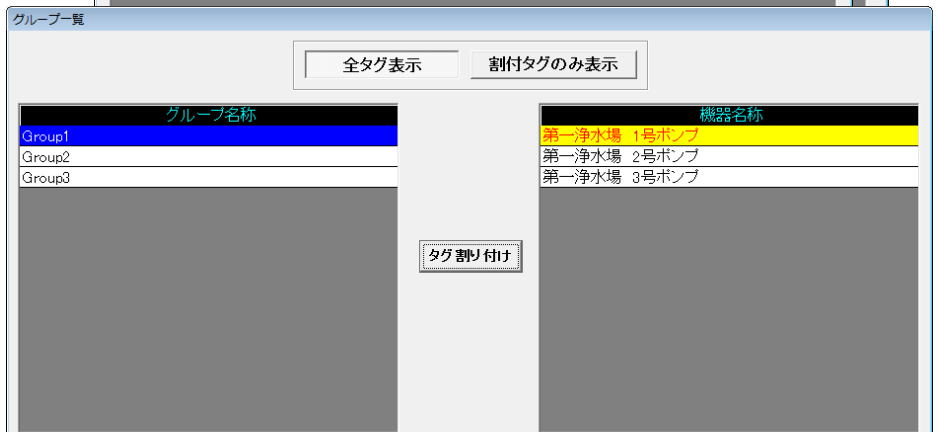 グループ一覧
全タグ表示 割付タグのみ表示
グループ名称
Group1
Group2
Group3
タグ割り付け
機器名称
第一浄水場 1号ポンプ
第一浄水場 2号ポンプ
第一浄水場 3号ポンプ